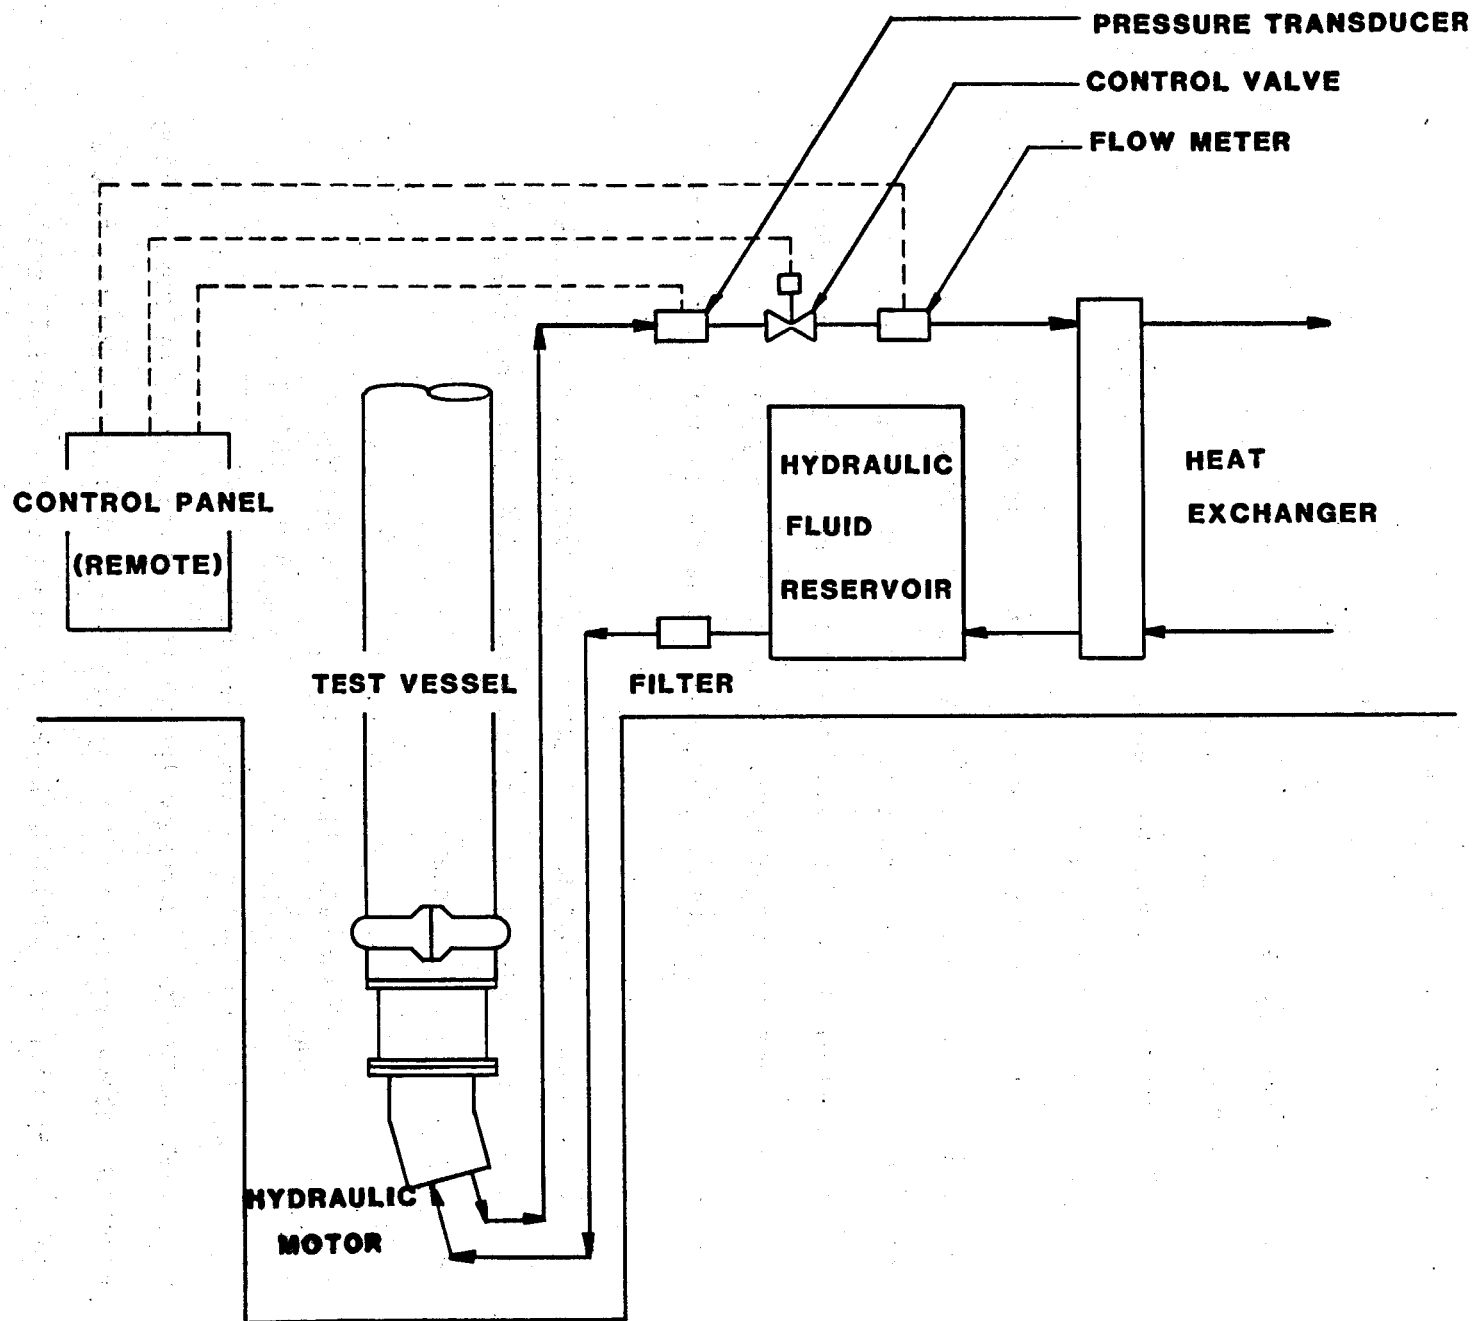 PRESSURE TRANSDUCER
CONTROL VALVE
FLOW METER
HYDRAULIC
FLUID
RESERVOIR
HEAT
EXCHANGER
CONTROL PANEL
(REMOTE)
TEST VESSEL
FILTER
HYDRAULIC
MOTOR